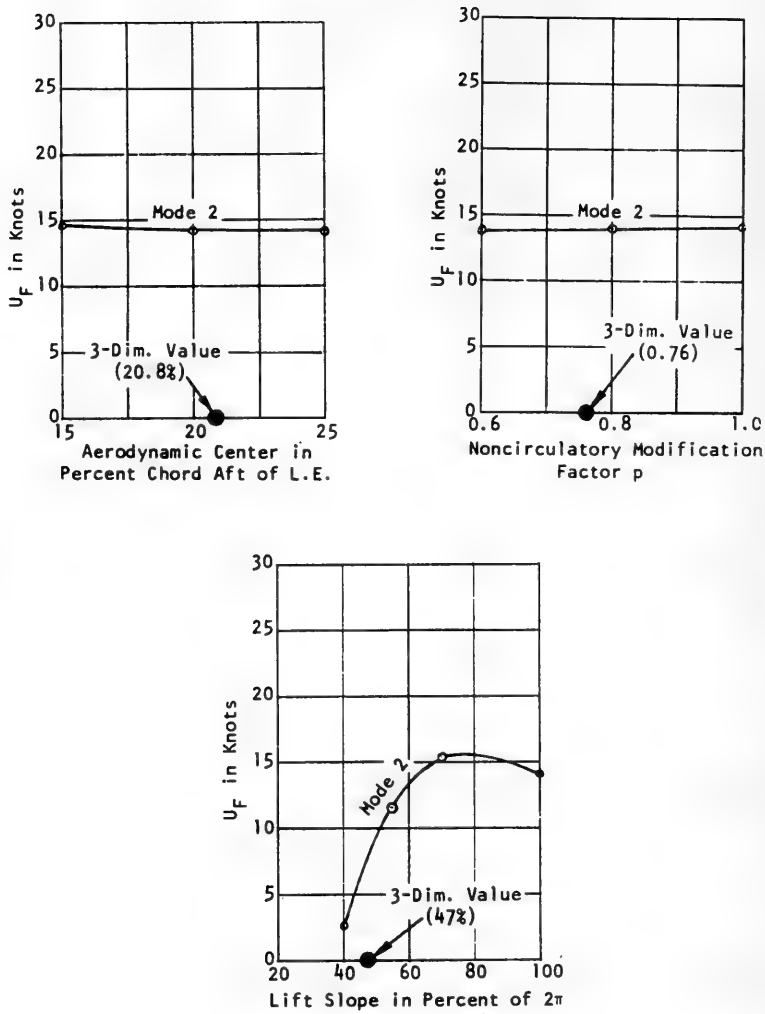 30
25
20
15
10
5
0
U_F in Knots
Mode 2
3-Dim. Value
(20.8%)
15 20 25
Aerodynamic Center in
Percent Chord Aft of L.E.
30
25
20
15
10
5
0
U_F in Knots
Mode 2
3-Dim. Value
(0.76)
0.6 0.8 1.0
Noncirculatory Modification
Factor p
30
25
20
15
10
5
0
U_F in Knots
Mode 2
3-Dim. Value
(47%)
20 40 60 80 100
Lift Slope in Percent of 2π